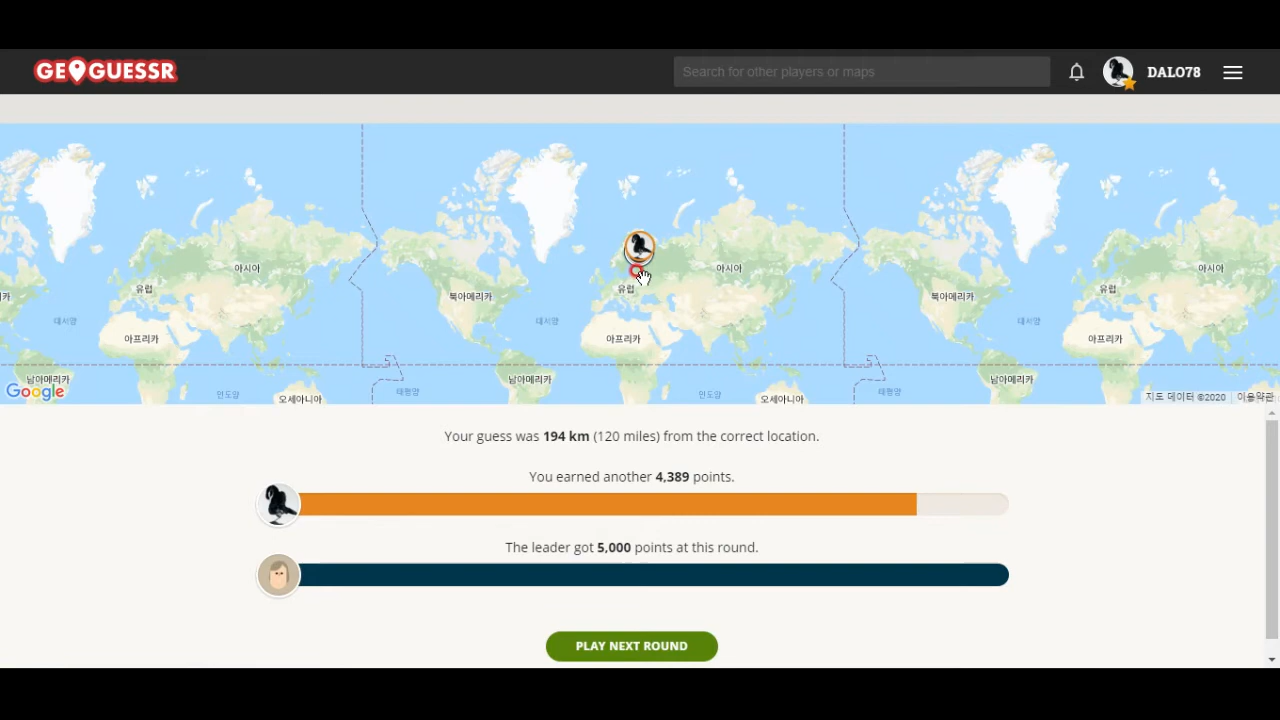 GEOGUESSR
Search for other players or maps
DALO78
아시아
유럽
북아메리카
대서양
아프리카
남아메리카
인도양
오세아니아
태평양
아시아
유럽
북아메리카
대서양
아프리카
남아메리카
인도양
오세아니아
태평양
아시아
유럽
대서양
아프리카
Google
지도 데이터 ©2020
이용약관
Your guess was 194 km (120 miles) from the correct location.
You earned another 4,389 points.
The leader got 5,000 points at this round.
PLAY NEXT ROUND